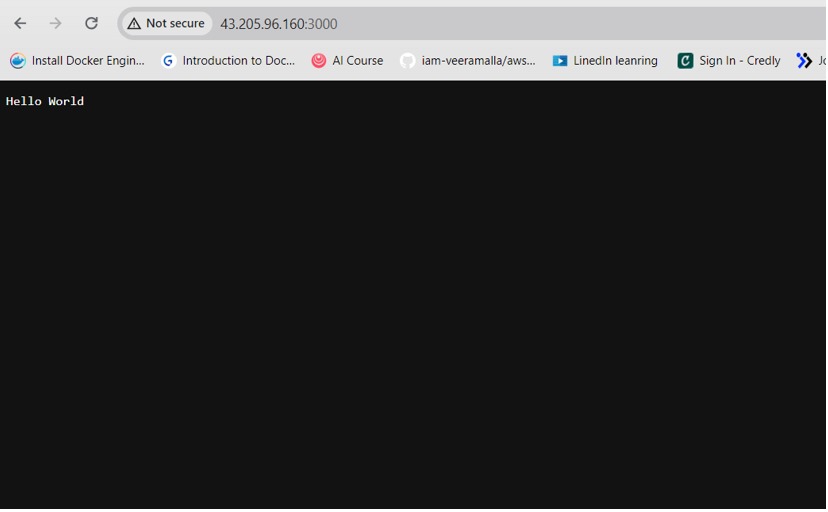 Not secure 43.205.96.160:3000
Install Docker Engin... Introduction to Doc... AI Course iam-veeramalla/aws... LinedIn leanring Sign In - Credly
Hello World